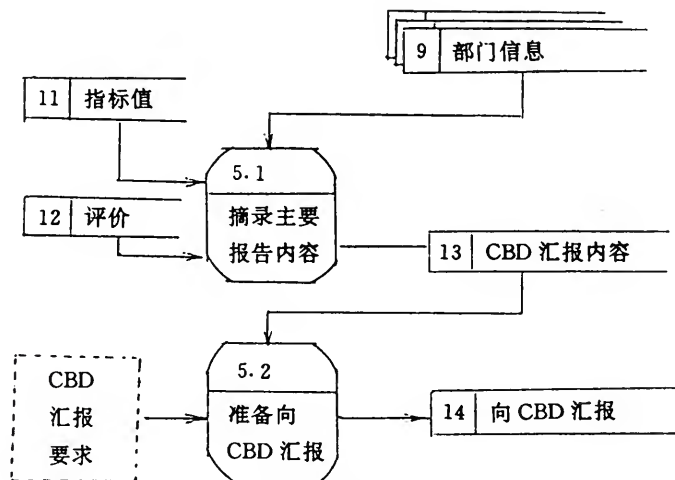 9 部门信息
11 指标值
5.1
12 评价
摘录主要
报告内容
13 CBD 汇报内容
CBD
汇报
要求
5.2
准备向
CBD 汇报
14 向 CBD 汇报